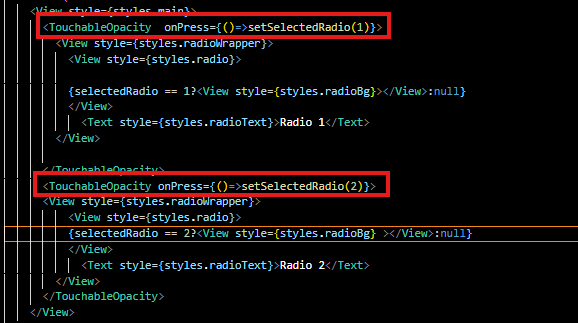 <View style={styles.main}>
<TouchableOpacity onPress={()=>setSelectedRadio(1)}>
<View style={styles.radioWrapper}>
<View style={styles.radio}>
{selectedRadio == 1?<View style={styles.radioBg}></View>:null}
</View>
<Text style={styles.radioText}>Radio 1</Text>
</View>
</TouchableOpacity>
<TouchableOpacity onPress={()=>setSelectedRadio(2)}>
<View style={styles.radioWrapper}>
<View style={styles.radio}>
{selectedRadio == 2?<View style={styles.radioBg} ></View>:null}
</View>
<Text style={styles.radioText}>Radio 2</Text>
</View>
</TouchableOpacity>
</View>